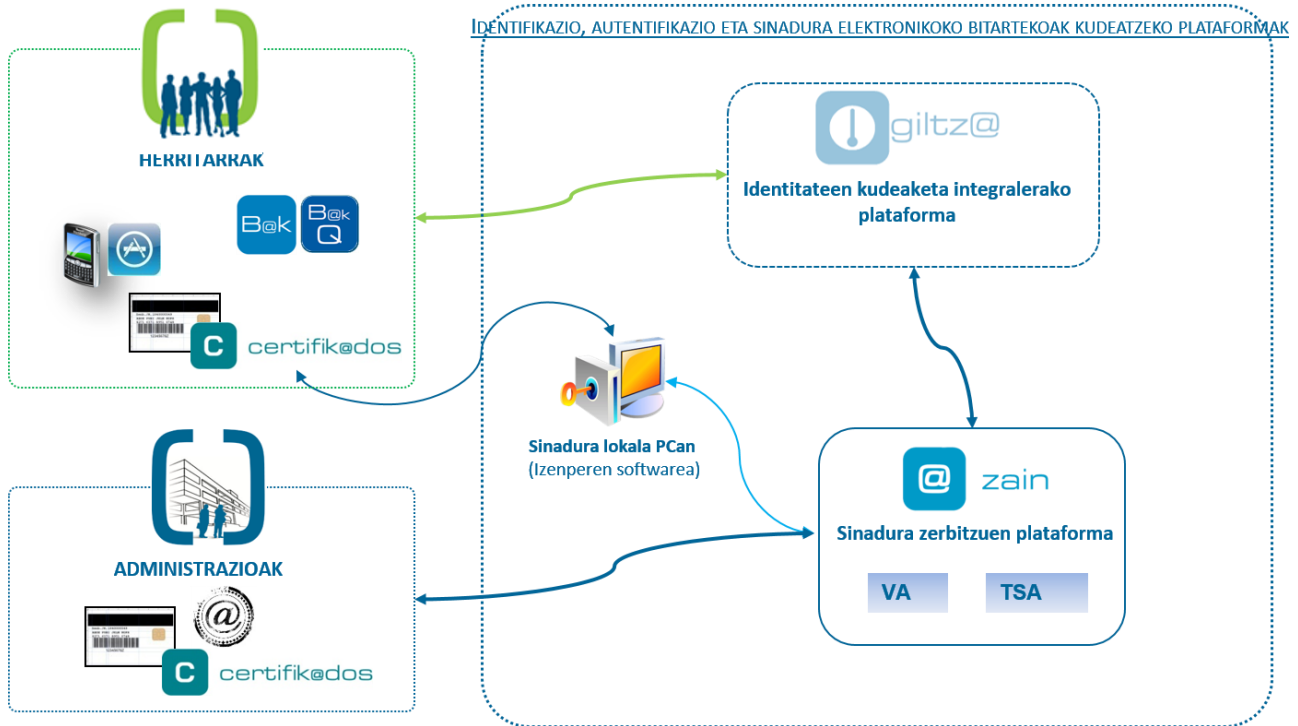 IDENTIFIKAZIO, AUTENTIFIKAZIO ETA SINADURA ELEKTRONIKOKO BITARTEKOAK KUDEATZEKO PLATAFORMAK
HERRITARRAK
B@k
B@k
Q
C certifik@dos
giltz@
Identitateen kudeaketa integralerako
plataforma
Sinadura lokala PCan
(Izenperen softwarea)
@ zain
Sinadura zerbitzuen plataforma
VA
TSA
ADMINISTRAZIOAK
@
C certifik@dos